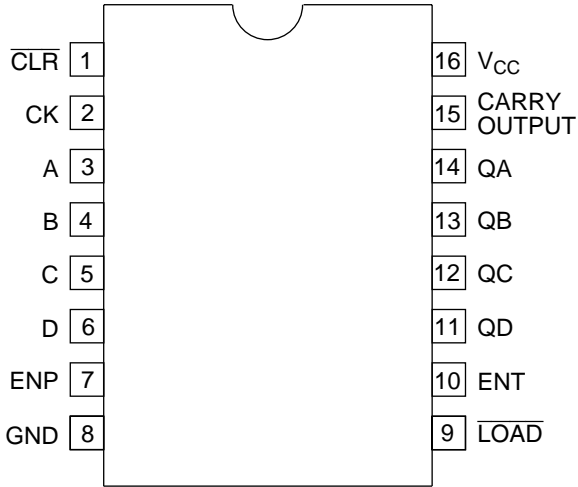 CLR 1
CK 2
A 3
B 4
C 5
D 6
ENP 7
GND 8
16 VCC
15 CARRY
OUTPUT
14 QA
13 QB
12 QC
11 QD
10 ENT
9 LOAD